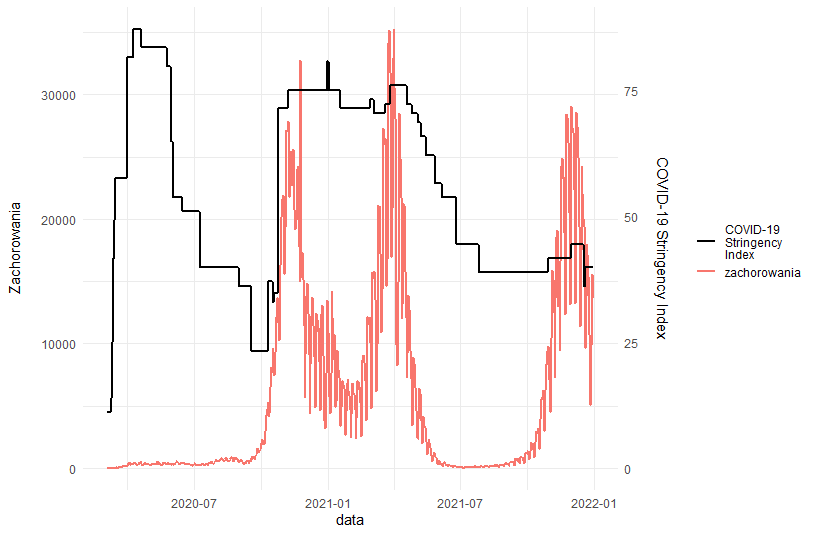 Zachorowania
30000
20000
10000
0
2020-07
2021-01
2021-07
2022-01
data
75
50
25
0
COVID-19 Stringency Index
COVID-19
Stringency
Index
zachorowania